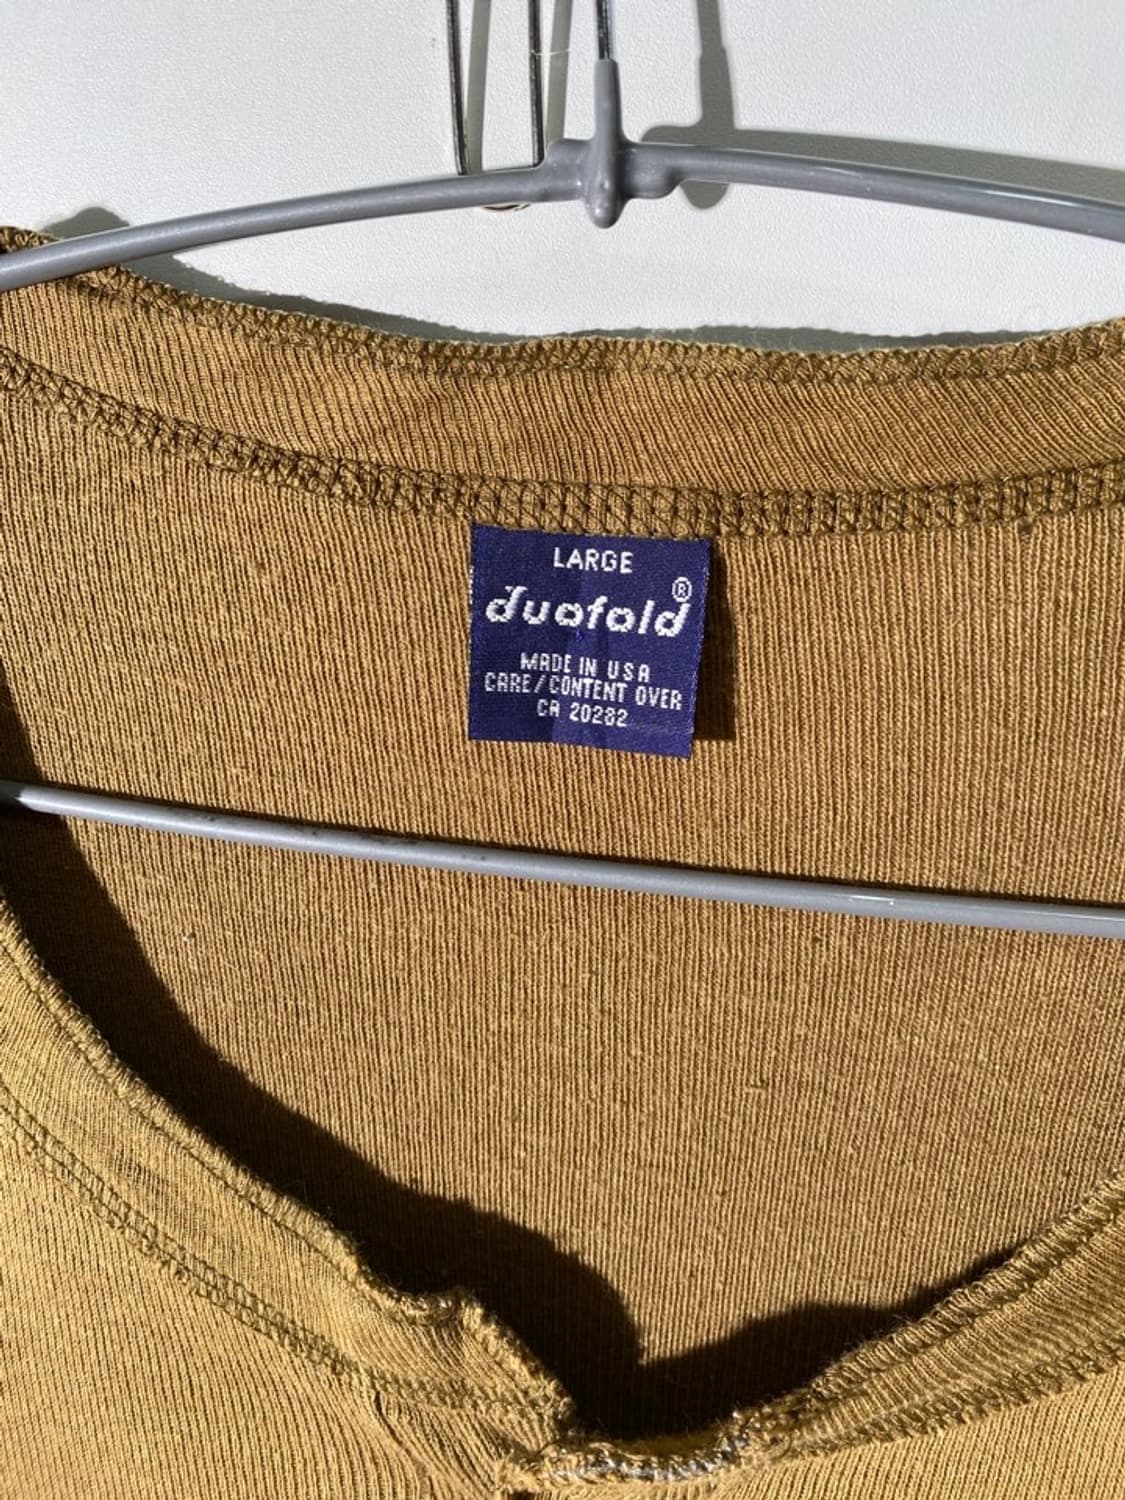 LARGE
duofold®
MADE IN USA
CARE/CONTENT OVER
CA 20282